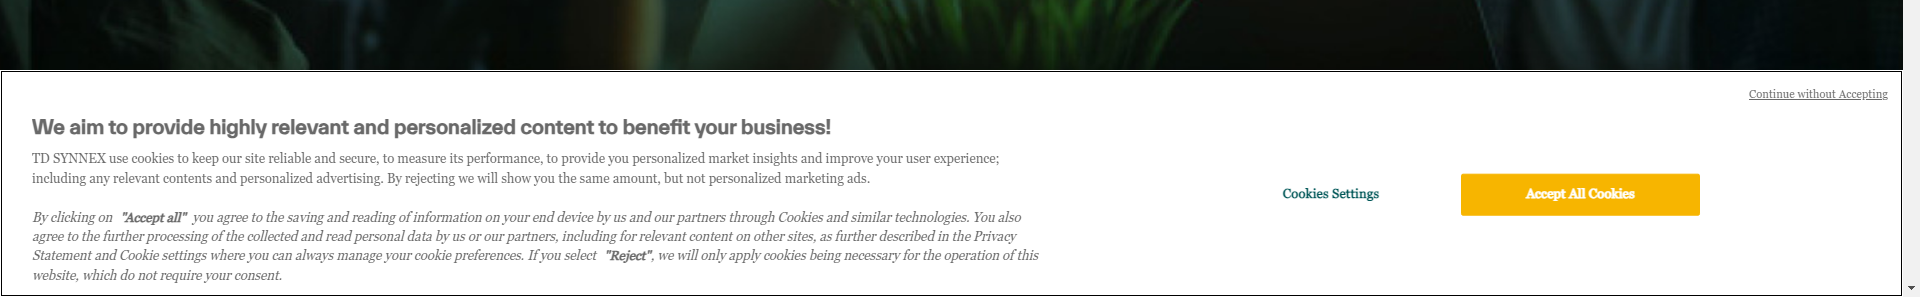 Continue without Accepting
We aim to provide highly relevant and personalized content to benefit your business!
TD SYNNEX use cookies to keep our site reliable and secure, to measure its performance, to provide you personalized market insights and improve your user experience;
including any relevant contents and personalized advertising. By rejecting we will show you the same amount, but not personalized marketing ads.
Cookies Settings
Accept All Cookies
By clicking on "Accept all" you agree to the saving and reading of information on your end device by us and our partners through Cookies and similar technologies. You also
agree to the further processing of the collected and read personal data by us or our partners, including for relevant content on other sites, as further described in the Privacy
Statement and Cookie settings where you can always manage your cookie preferences. If you select "Reject", we will only apply cookies being necessary for the operation of this
website, which do not require your consent.